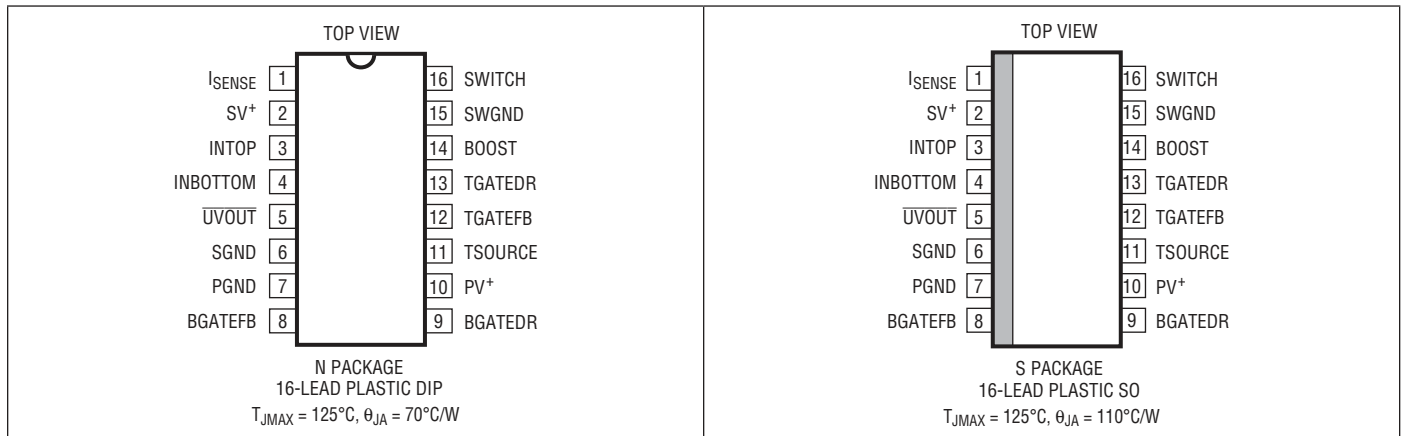 TOP VIEW
ISENSE 1 16 SWITCH
SV+ 2 15 SWGND
INTOP 3 14 BOOST
INBOTTOM 4 13 TGATEDR
UVOUT 5 12 TGATEFB
SGND 6 11 TSOURCE
PGND 7 10 PV+
BGATEFB 8 9 BGATEDR
N PACKAGE
16-LEAD PLASTIC DIP
TJMAX = 125°C, θJA = 70°C/W
TOP VIEW
ISENSE 1 16 SWITCH
SV+ 2 15 SWGND
INTOP 3 14 BOOST
INBOTTOM 4 13 TGATEDR
UVOUT 5 12 TGATEFB
SGND 6 11 TSOURCE
PGND 7 10 PV+
BGATEFB 8 9 BGATEDR
S PACKAGE
16-LEAD PLASTIC SO
TJMAX = 125°C, θJA = 110°C/W